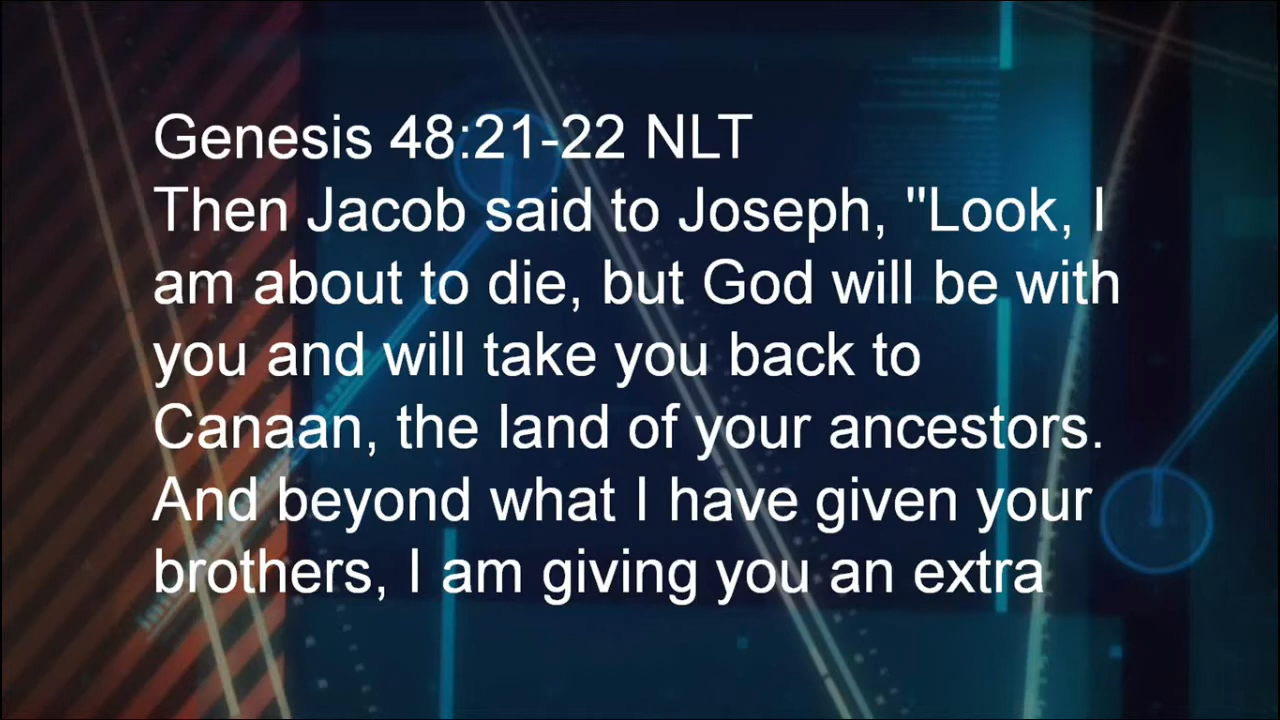 Genesis 48:21-22 NLT
Then Jacob said to Joseph, "Look, I
am about to die, but God will be with
you and will take you back to
Canaan, the land of your ancestors.
And beyond what I have given your
brothers, I am giving you an extra